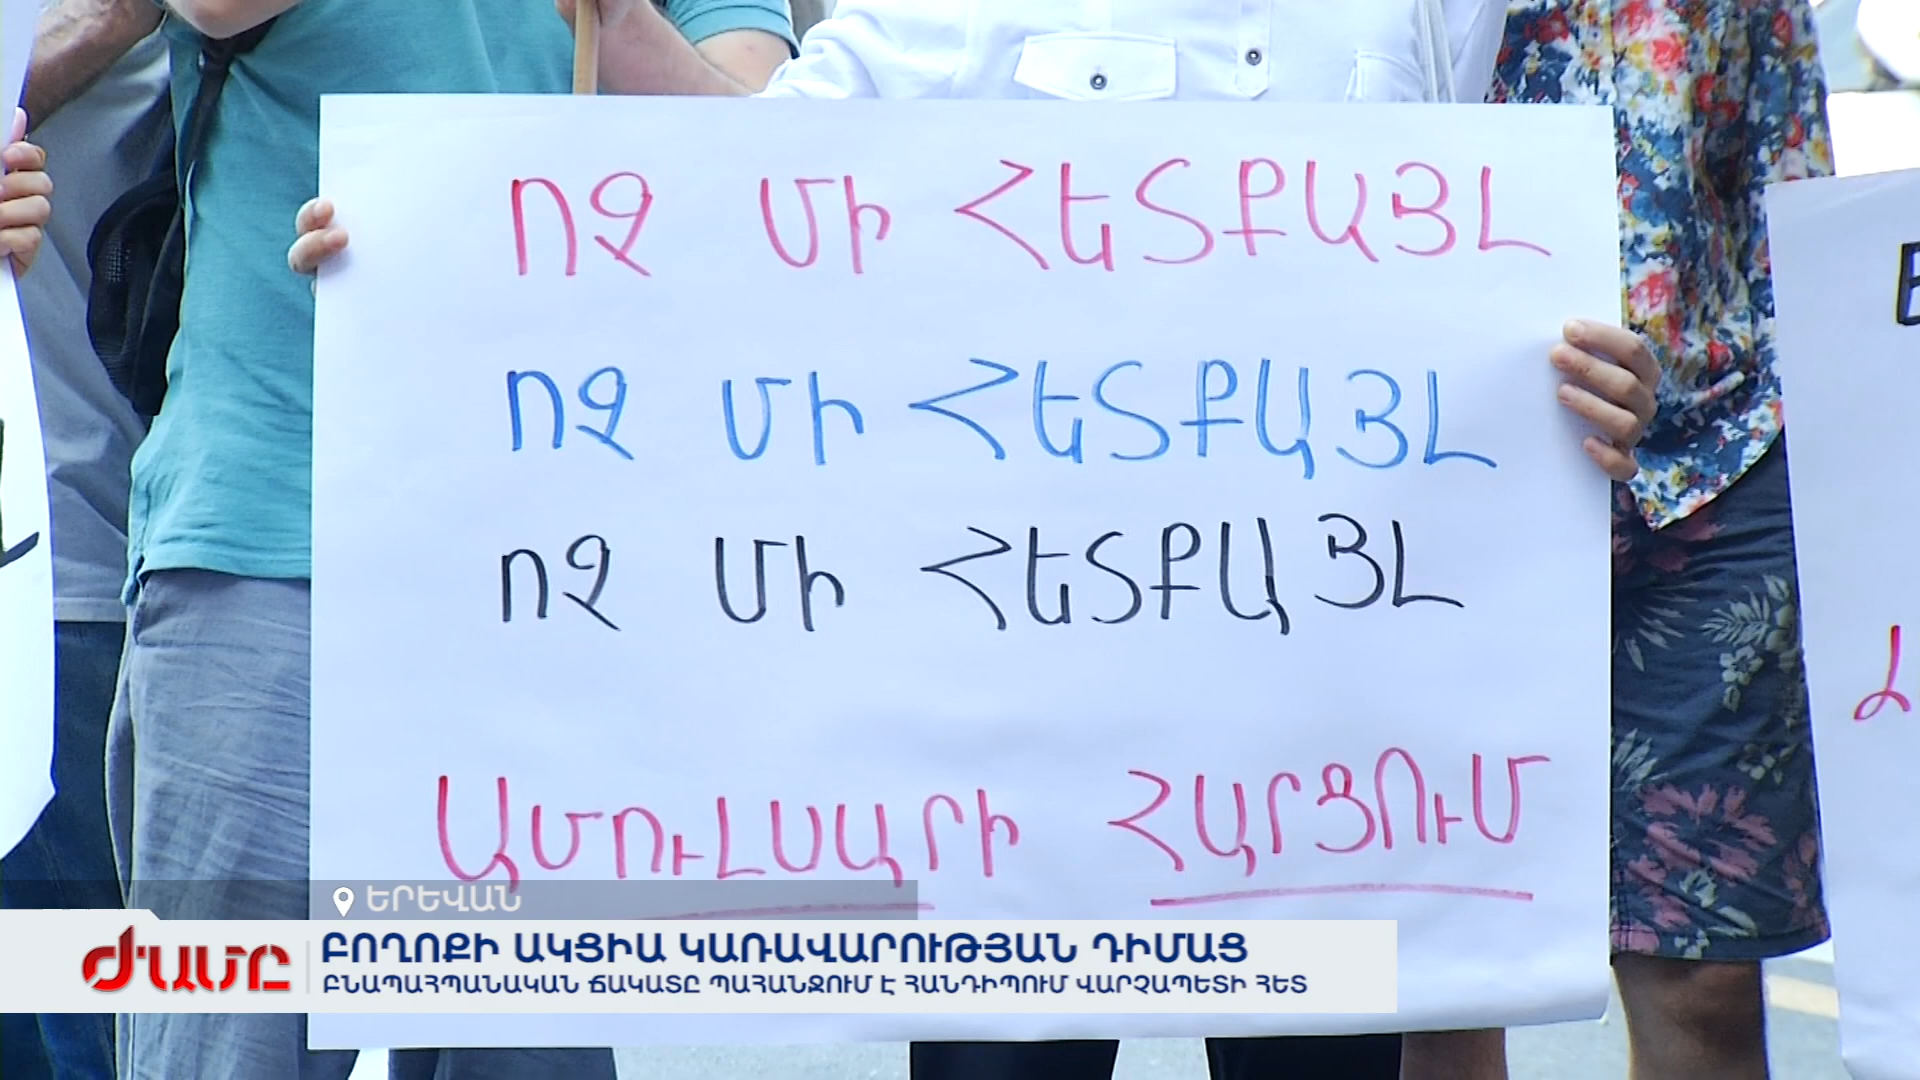 ՈՉ ՄԻ ՀԵՏՔԱՅԼ
ՈՉ ՄԻ ՀԵՏՔԱՅԼ
ՈՉ ՄԻ ՀԵՏՔԱՅԼ
ԱՄՈՒԼՍԱՐԻ ՀԱՐՑՈՒՄ
ԵՐԵՎԱՆ
ԺԱՄԸ
ԲՈՂՈՔԻ ԱԿՑԻԱ ԿԱՌԱՎԱՐՈՒԹՅԱՆ ԴԻՄԱՑ
ԲՆԱՊԱՀՊԱՆԱԿԱՆ ՃԱԿԱՏԸ ՊԱՀԱՆՋՈՒՄ Է ՀԱՆԴԻՊՈՒՄ ՎԱՐՉԱՊԵՏԻ ՀԵՏ